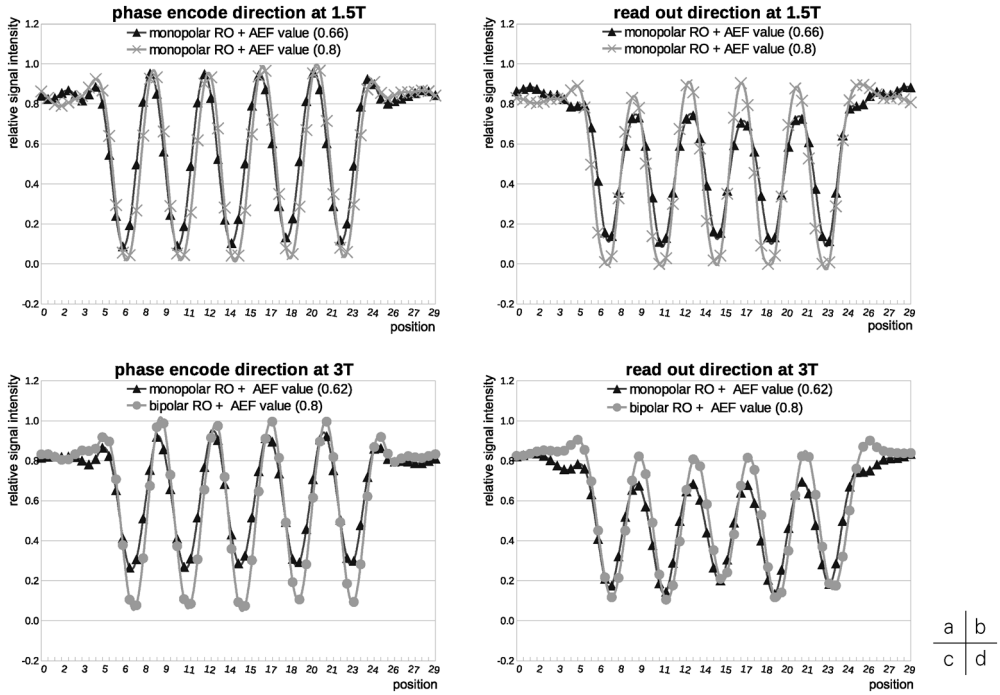 phase encode direction at 1.5T
monopolar RO + AEF value (0.66)
monopolar RO + AEF value (0.8)
relative signal intensity
1.2
1.0
0.8
0.6
0.4
0.2
0.0
-0.2
0 2 3 5 6 8 9 11 12 14 15 17 18 20 21 23 24 26 27 29
position
read out direction at 1.5T
monopolar RO + AEF value (0.66)
monopolar RO + AEF value (0.8)
relative signal intensity
1.2
1.0
0.8
0.6
0.4
0.2
0.0
-0.2
0 2 3 5 6 8 9 11 12 14 15 17 18 20 21 23 24 26 27 29
position
phase encode direction at 3T
monopolar RO + AEF value (0.62)
bipolar RO + AEF value (0.8)
relative signal intensity
1.2
1.0
0.8
0.6
0.4
0.2
0.0
-0.2
0 2 3 5 6 8 9 11 12 14 15 17 18 20 21 23 24 26 27 29
position
read out direction at 3T
monopolar RO + AEF value (0.62)
bipolar RO + AEF value (0.8)
relative signal intensity
1.2
1.0
0.8
0.6
0.4
0.2
0.0
-0.2
0 2 3 5 6 8 9 11 12 14 15 17 18 20 21 23 24 26 27 29
position
a b
c d